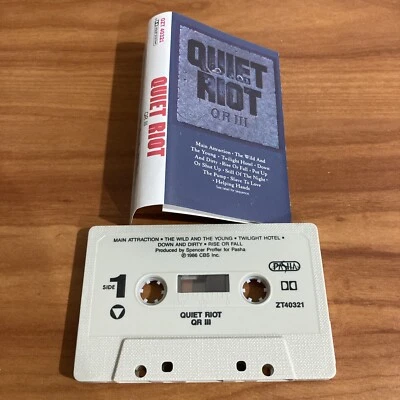 QZT 40321
QUIET RIOT
QR III
QUIET
RIOT
QR III
Main Attraction • The Wild And
The Young • Twilight Hotel • Down
And Dirty • Rise Or Fall • Put Up
Or Shut Up • Still Of The Night •
The Pump • Slave To Love
• Helping Hands
MAIN ATTRACTION • THE WILD AND THE YOUNG • TWILIGHT HOTEL •
DOWN AND DIRTY • RISE OR FALL
Produced by Spencer Proffer for Pasha
℗ 1986 CBS Inc.
SIDE 1
PASHA
ZT40321
QUIET RIOT
QR III